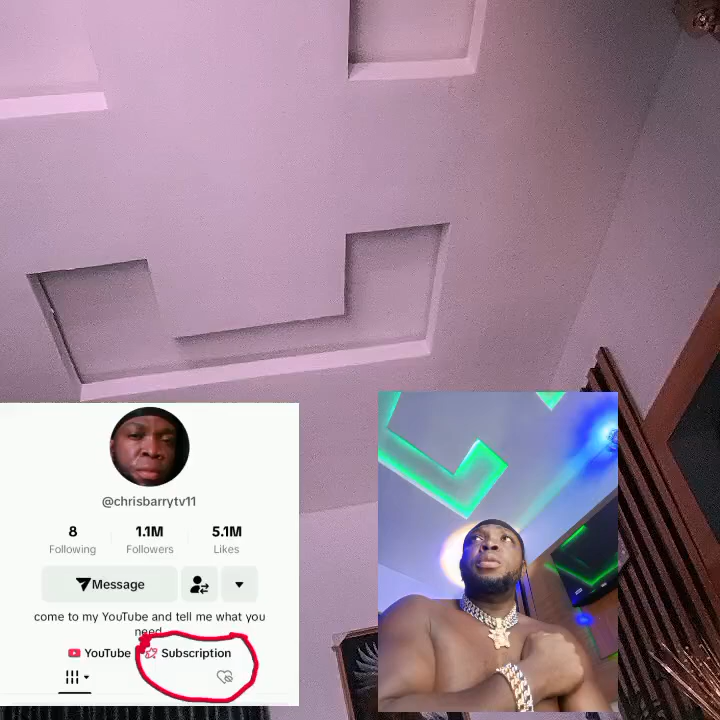 @chrisbarrytv11
8 1.1M 5.1M
Following Followers Likes
Message
come to my YouTube and tell me what you
need
YouTube Subscription